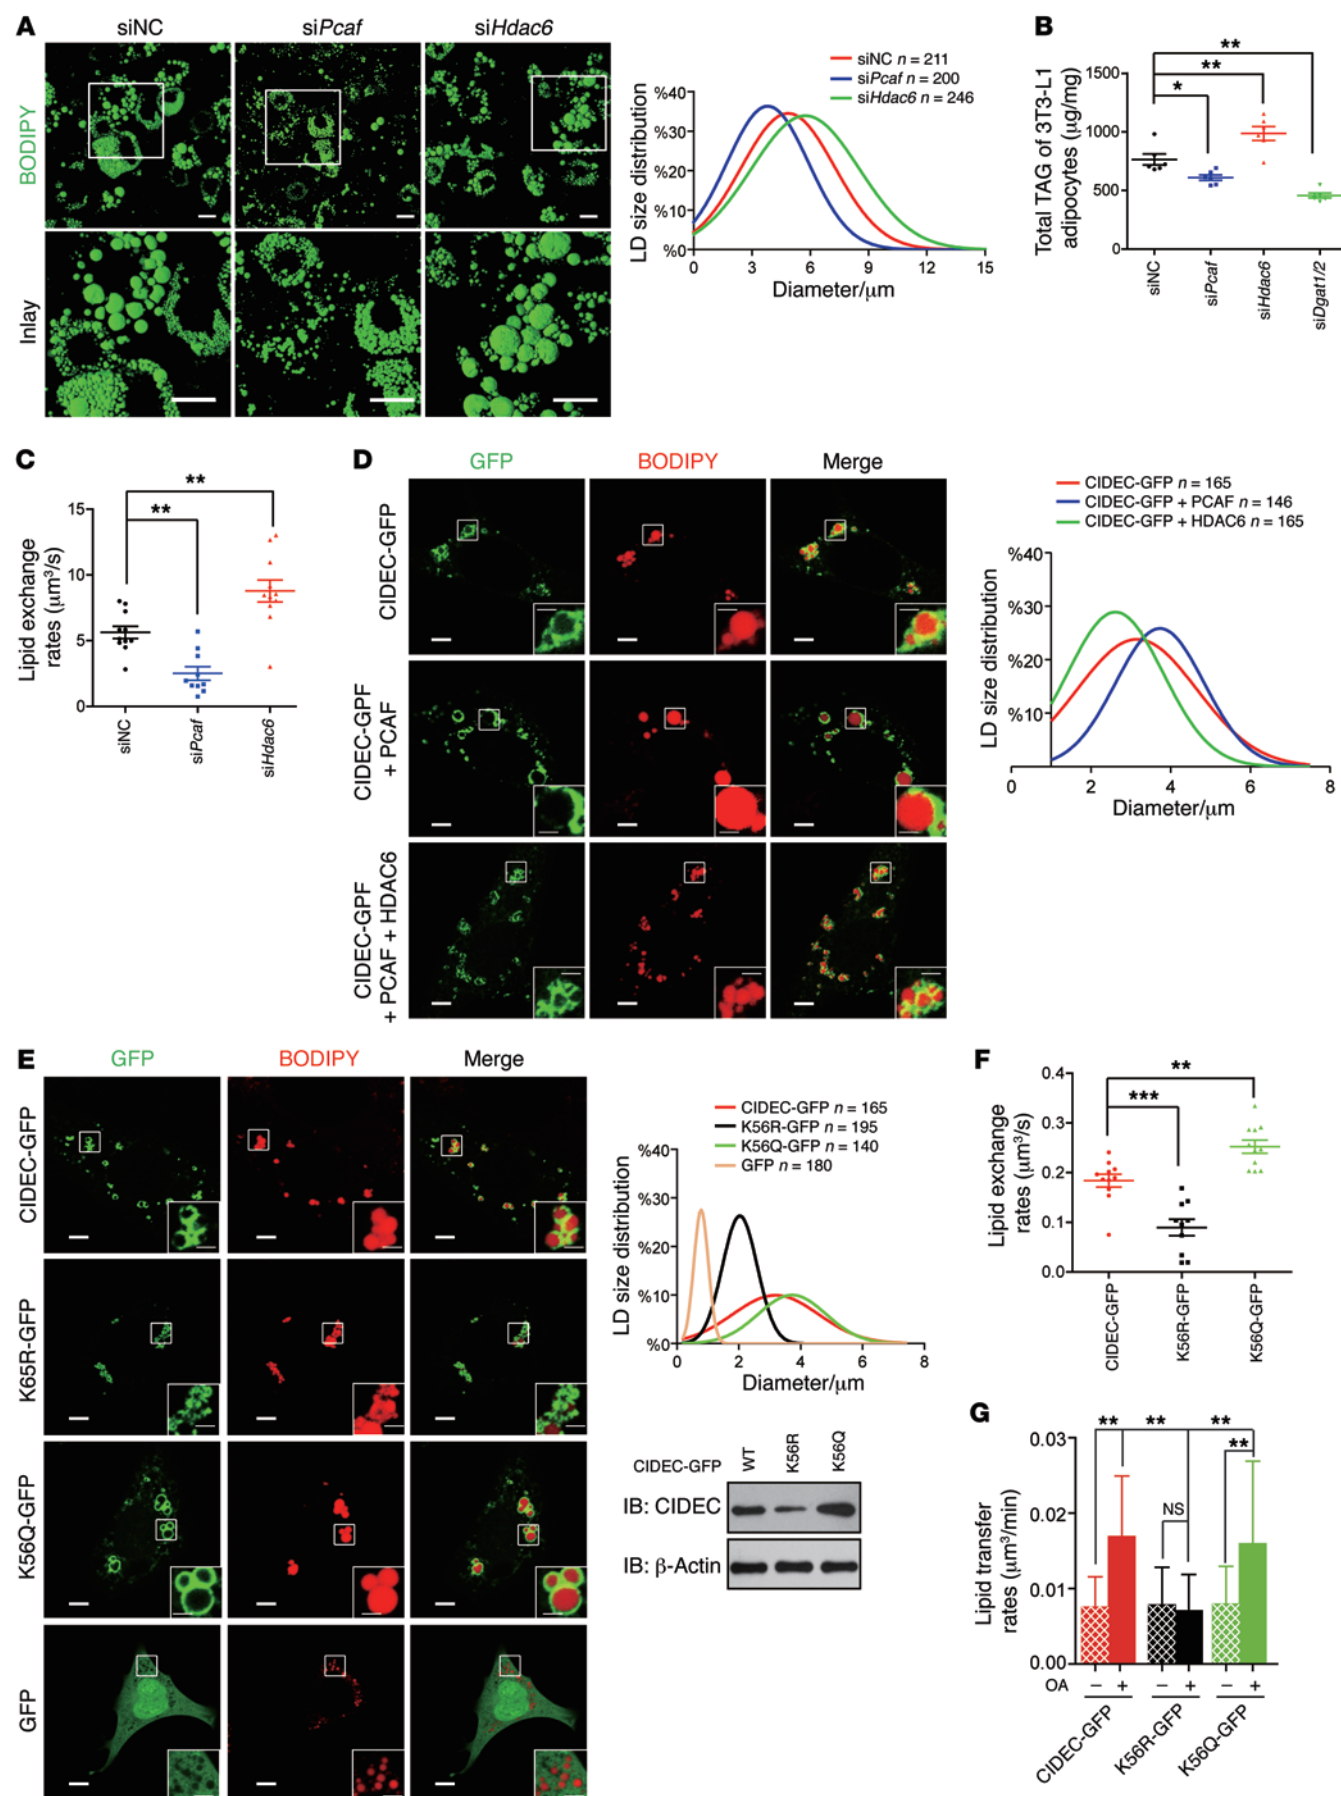 A
siNC
siPcaf
siHdac6
BODIPY
Inlay
siNC n = 211
siPcaf n = 200
siHdac6 n = 246
LD size distribution
%40
%30
%20
%10
%0
0 3 6 9 12 15
Diameter/μm
B
** 
**
*
Total TAG of 3T3-L1
adipocytes (μg/mg)
1500
1000
500
0
siNC
siPcaf
siHdac6
siDgat1/2
C
**
**
Lipid exchange
rates (μm³/s)
15
10
5
0
siNC
siPcaf
siHdac6
D
GFP
BODIPY
Merge
CIDEC-GFP
CIDEC-GPF
+ PCAF
CIDEC-GPF
+ PCAF + HDAC6
CIDEC-GFP n = 165
CIDEC-GFP + PCAF n = 146
CIDEC-GFP + HDAC6 n = 165
LD size distribution
%40
%30
%20
%10
0 2 4 6 8
Diameter/μm
E
GFP
BODIPY
Merge
CIDEC-GFP
K65R-GFP
K56Q-GFP
GFP
CIDEC-GFP n = 165
K56R-GFP n = 195
K56Q-GFP n = 140
GFP n = 180
LD size distribution
%40
%30
%20
%10
%0
0 2 4 6 8
Diameter/μm
CIDEC-GFP
WT
K56R
K56Q
IB: CIDEC
IB: β-Actin
F
**
***
Lipid exchange
rates (μm³/s)
0.4
0.3
0.2
0.1
0.0
CIDEC-GFP
K56R-GFP
K56Q-GFP
G
** ** **
**
NS
Lipid transfer
rates (μm³/min)
0.03
0.02
0.01
0.00
OA − + − + − +
CIDEC-GFP
K56R-GFP
K56Q-GFP